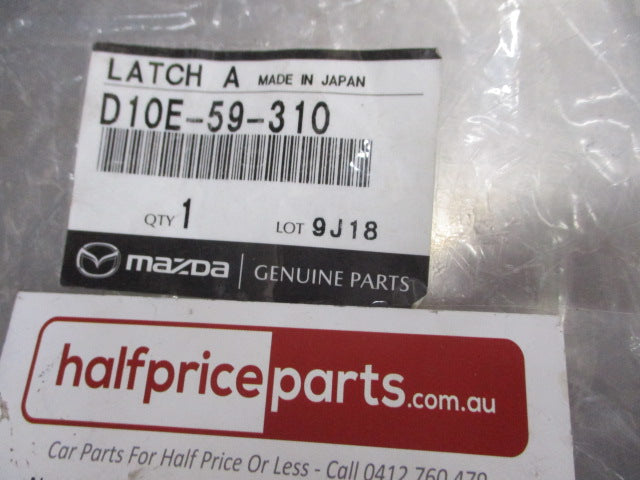 LATCH A MADE IN JAPAN
D10E-59-310
QTY 1 LOT 9J18
mazda GENUINE PARTS
halfpriceparts.com.au
Car Parts For Half Price Or Less - Call 0412 760 479